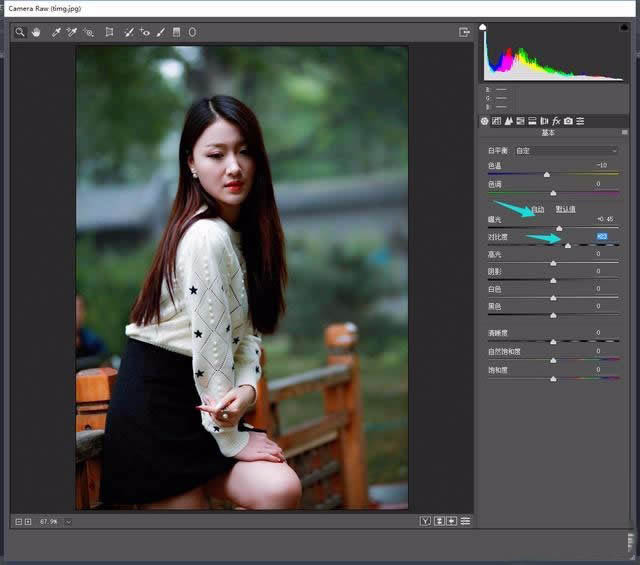 Camera Raw (timg.jpg)
R:
G:
B:
基本
白平衡: 自定
色温 -10
色调 0
自动 默认值
曝光 +0.45
对比度 +23
高光 0
阴影 0
白色 0
黑色 0
清晰度 0
自然饱和度 0
饱和度 0
67.9%
Y